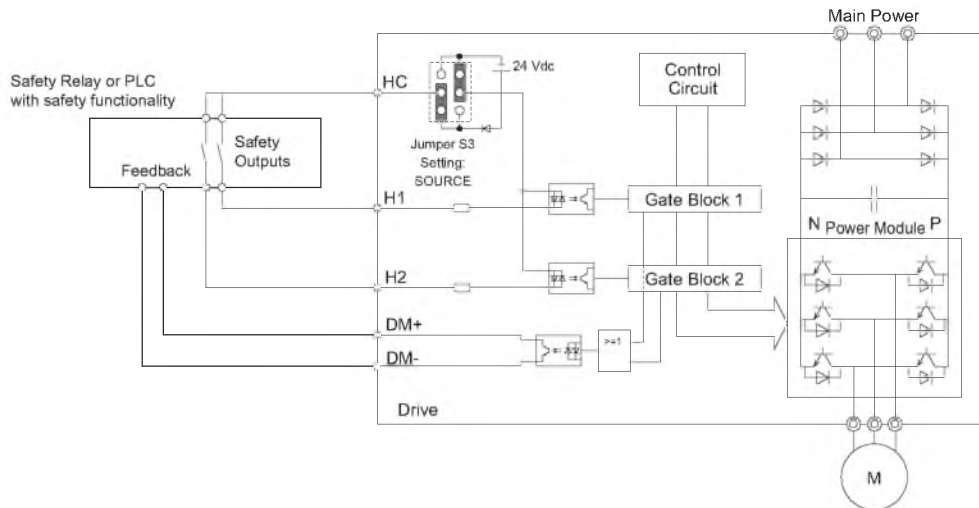 Main Power
Safety Relay or PLC
with safety functionality
HC
24 Vdc
Control
Circuit
Safety
Outputs
Feedback
Jumper S3
Setting:
SOURCE
H1
Gate Block 1
N
P
Power Module
H2
Gate Block 2
DM+
DM-
>=1
Drive
M